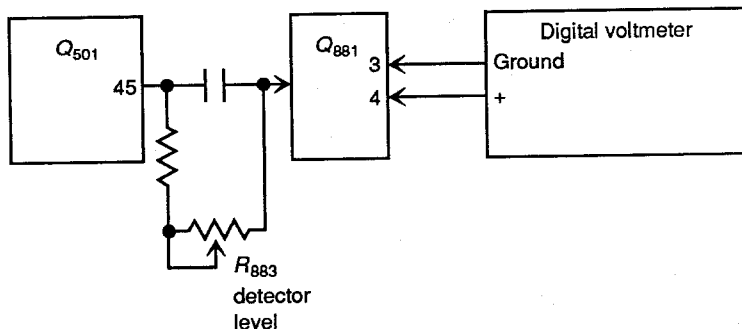 Q501
45
Q881
3
4
Digital voltmeter
Ground
+
R883
detector
level